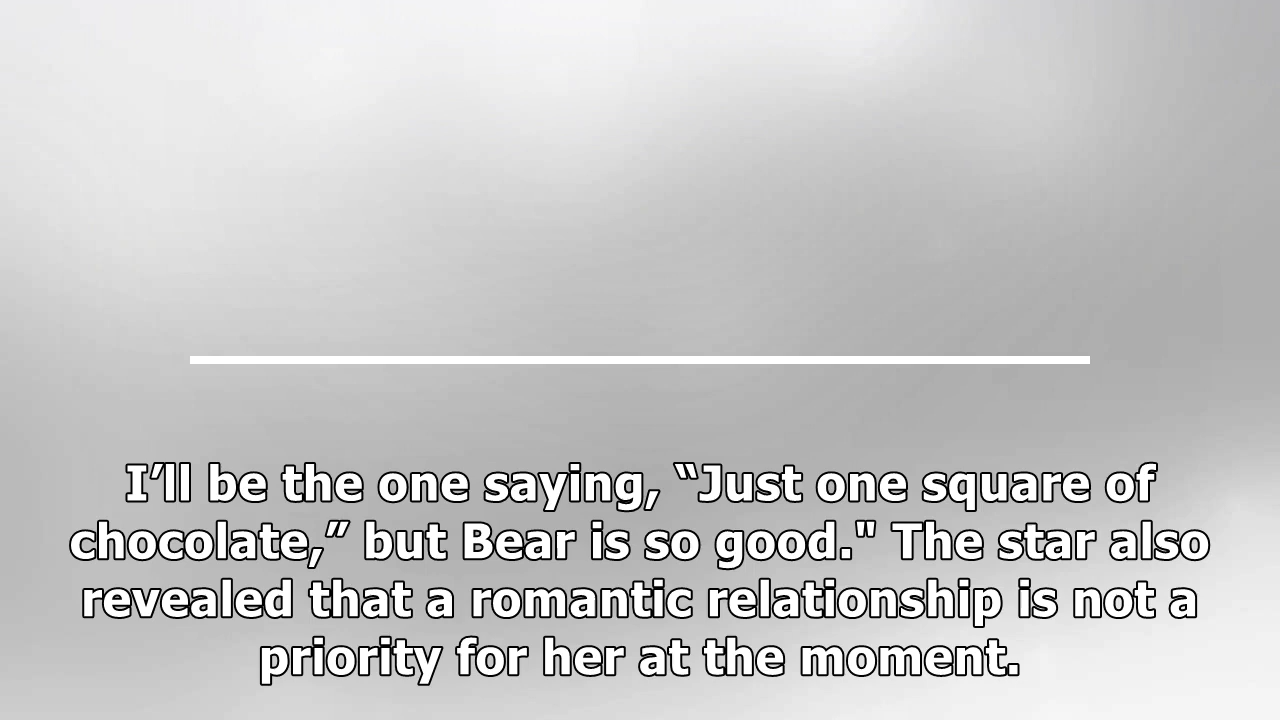 I’ll be the one saying, “Just one square of
chocolate,” but Bear is so good." The star also
revealed that a romantic relationship is not a
priority for her at the moment.